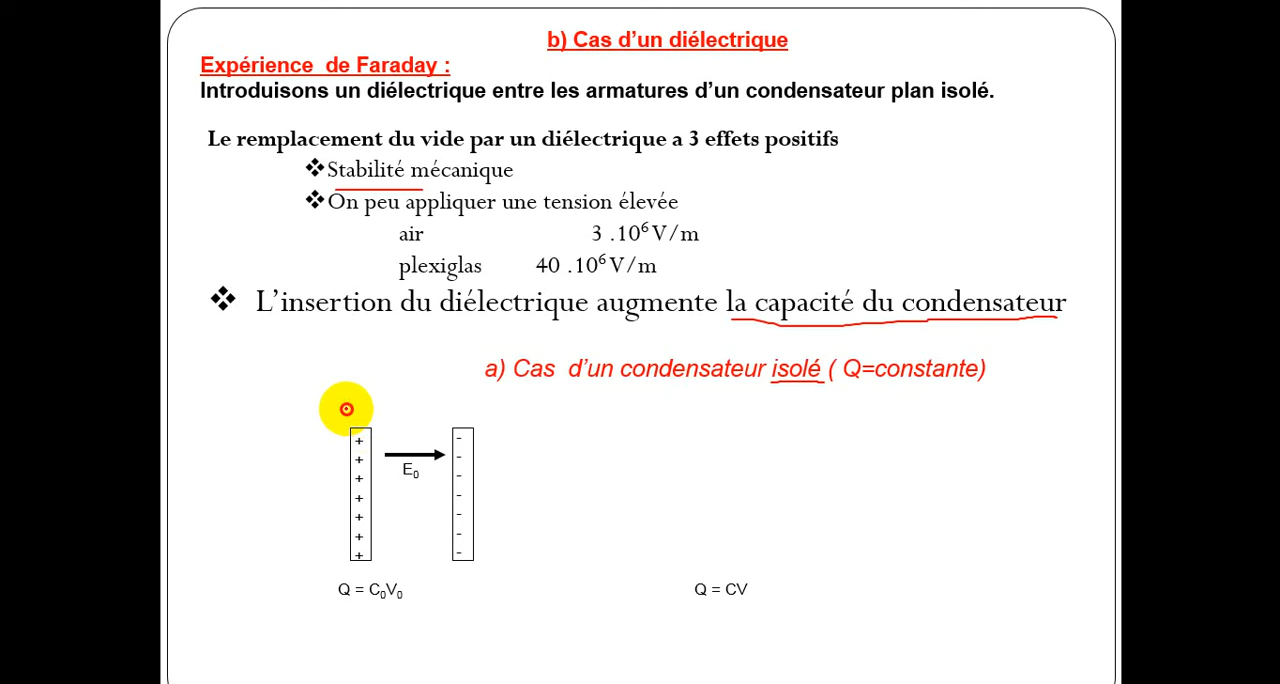 b) Cas d’un diélectrique
Expérience de Faraday :
Introduisons un diélectrique entre les armatures d’un condensateur plan isolé.
Le remplacement du vide par un diélectrique a 3 effets positifs
❖Stabilité mécanique
❖On peu appliquer une tension élevée
air 3 .10⁶ V/m
plexiglas 40 .10⁶ V/m
❖ L’insertion du diélectrique augmente la capacité du condensateur
a) Cas d’un condensateur isolé ( Q=constante)
+ -
+ -
+ -
+ -
+ -
+ -
+ -
E₀
Q = C₀V₀ Q = CV